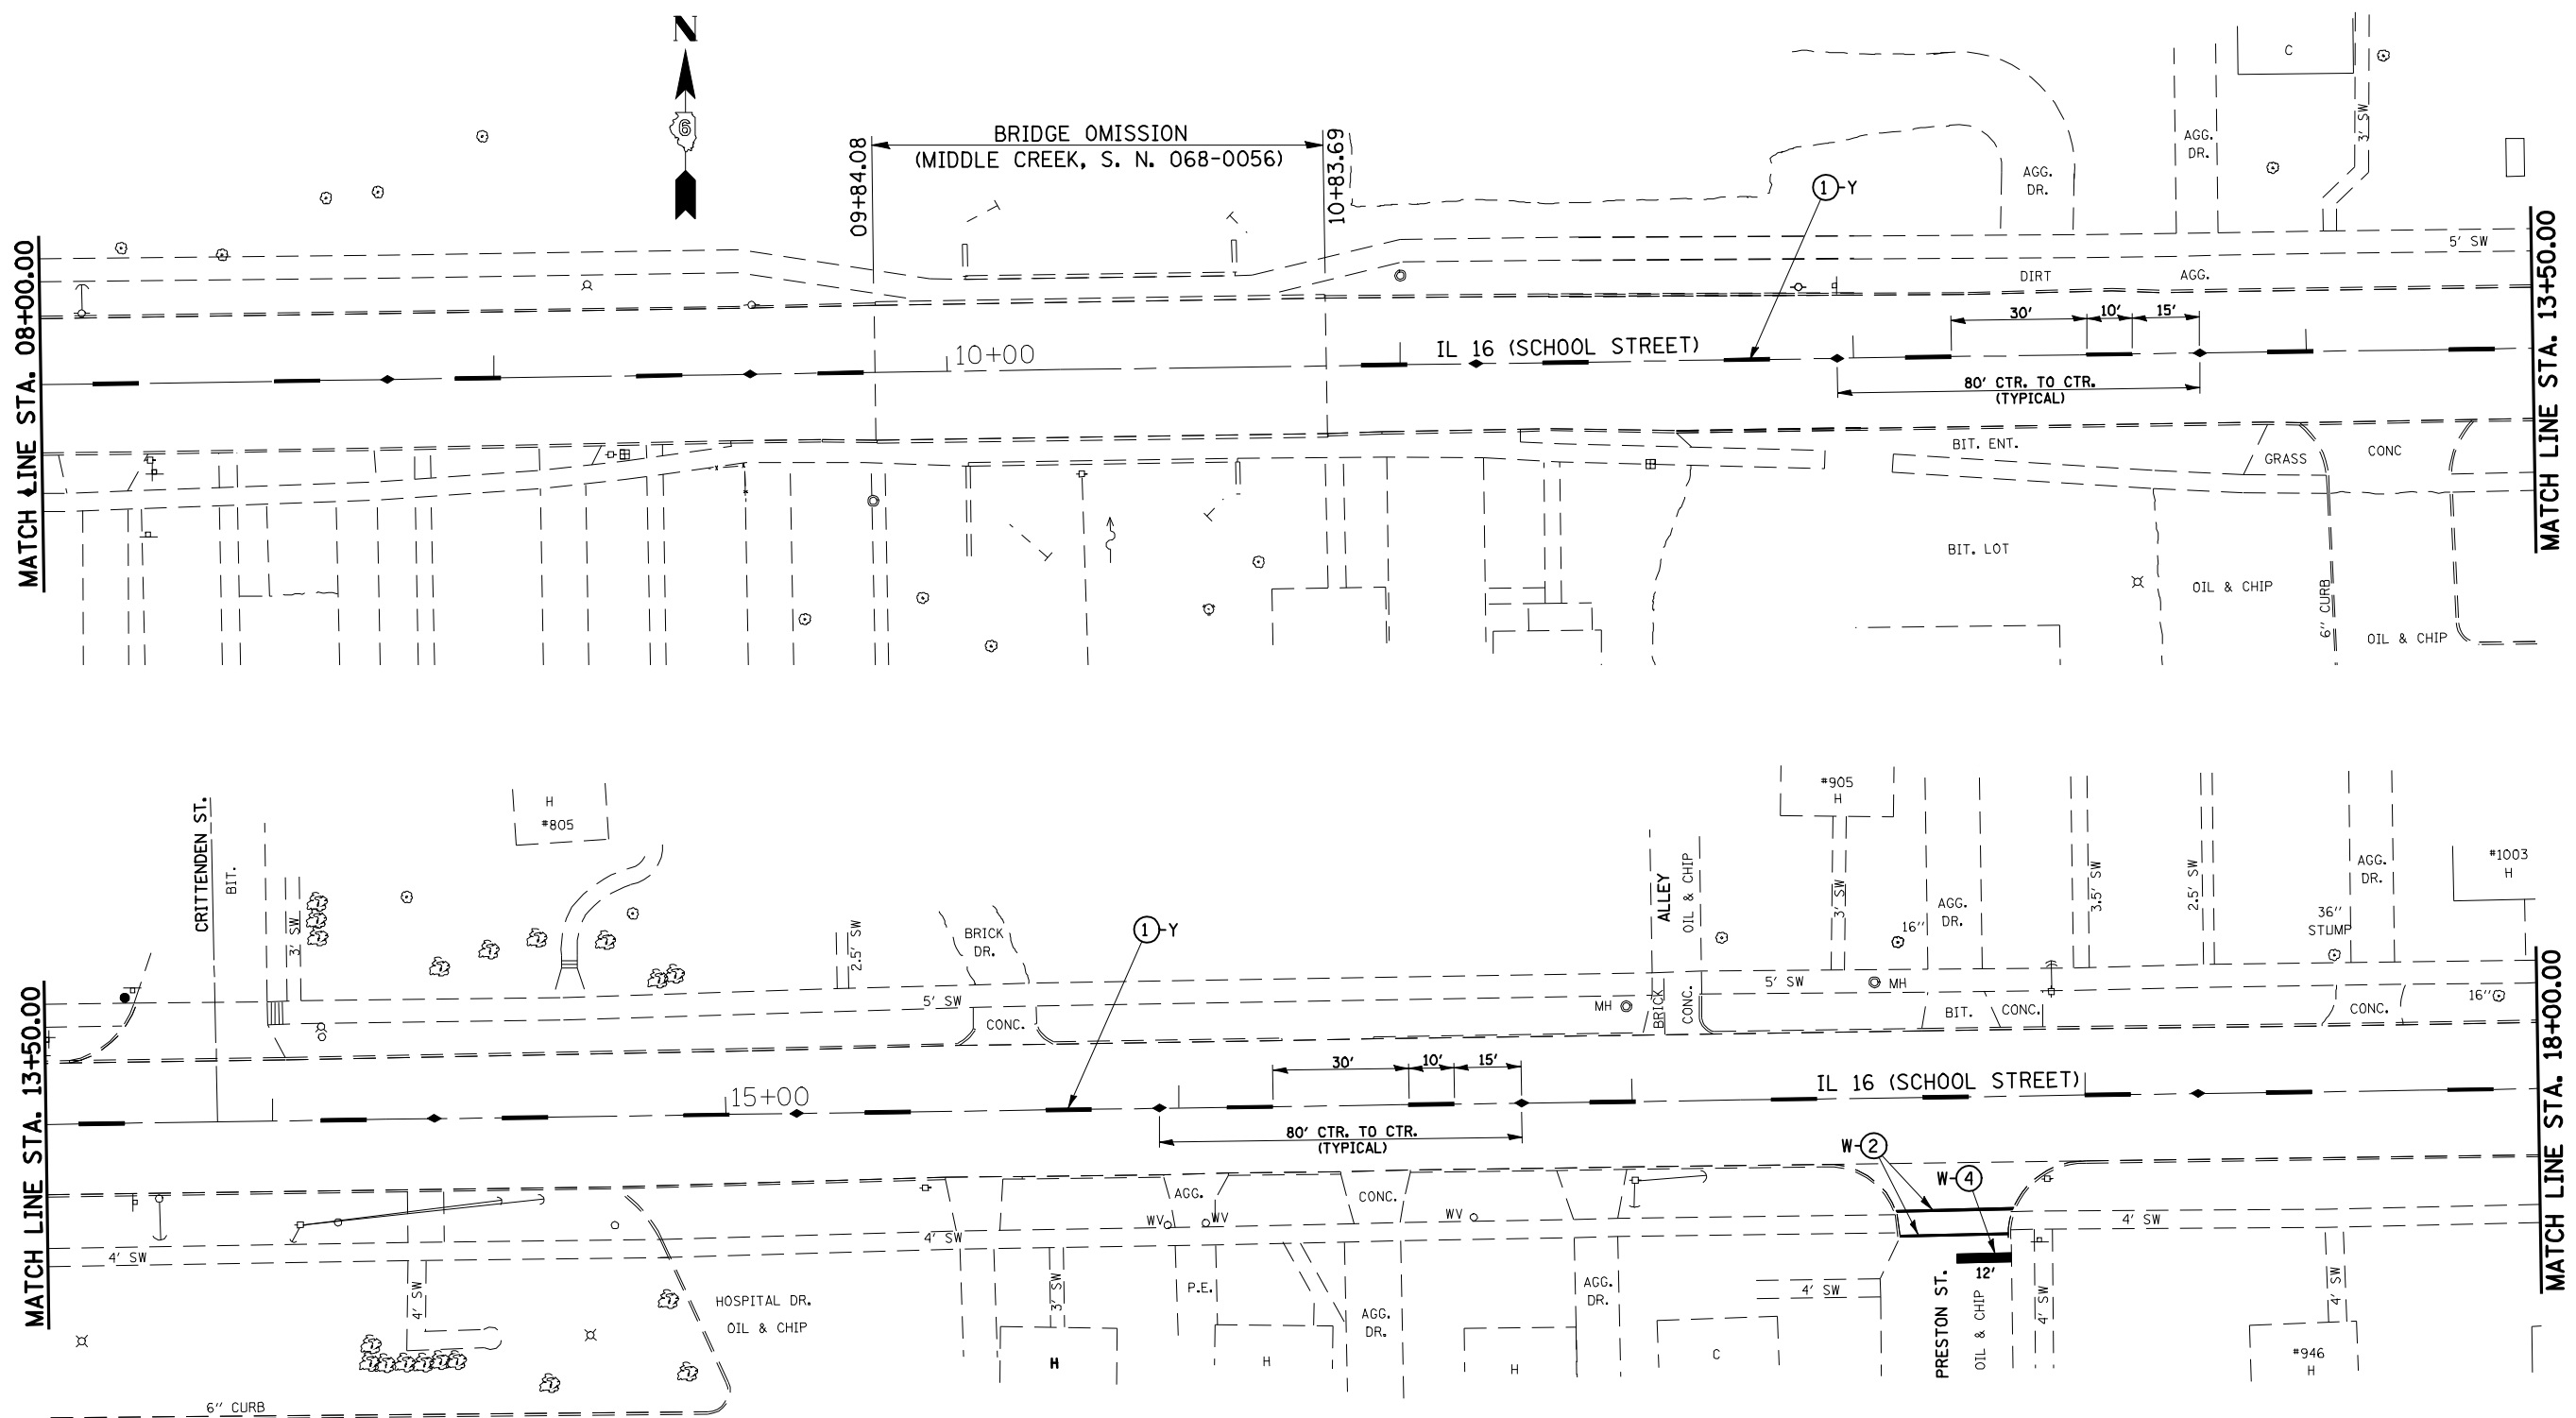 N
6
BRIDGE OMISSION
(MIDDLE CREEK, S. N. 068-0056)
09+84.08
10+83.69
1-Y
C
3' SW
AGG.
DR.
AGG.
DR.
5' SW
DIRT
AGG.
MATCH LINE STA. 08+00.00
MATCH LINE STA. 13+50.00
30'
10'
15'
10+00
IL 16 (SCHOOL STREET)
80' CTR. TO CTR.
(TYPICAL)
BIT. ENT.
GRASS
CONC
BIT. LOT
OIL & CHIP
6" CURB
OIL & CHIP
CRITTENDEN ST.
BIT.
3' SW
H
#805
2.5' SW
BRICK
DR.
1-Y
5' SW
CONC.
ALLEY
OIL & CHIP
MH
BRICK
CONC.
#905
H
3' SW
5' SW
16"
MH
AGG.
DR.
BIT.
CONC.
3.5' SW
2.5' SW
36"
STUMP
AGG.
DR.
CONC.
#1003
H
16"
MATCH LINE STA. 13+50.00
MATCH LINE STA. 18+00.00
30'
10'
15'
15+00
IL 16 (SCHOOL STREET)
80' CTR. TO CTR.
(TYPICAL)
W-2
W-4
4' SW
4' SW
HOSPITAL DR.
OIL & CHIP
6" CURB
4' SW
AGG.
WV
WV
CONC.
WV
3' SW
H
P.E.
H
AGG.
DR.
H
AGG.
DR.
C
4' SW
12'
PRESTON ST.
OIL & CHIP
4' SW
4' SW
4' SW
#946
H